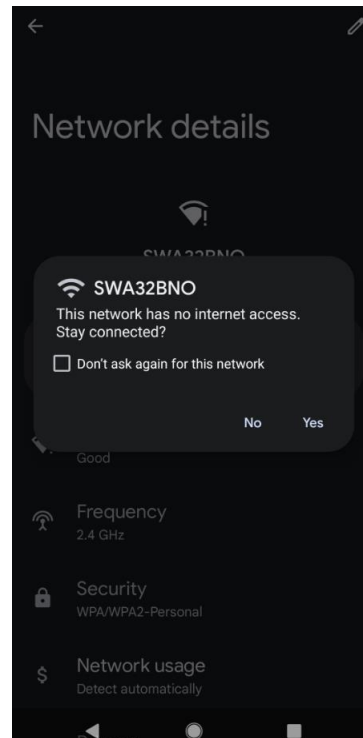 Network details
SWA32BNO
SWA32BNO
This network has no internet access.
Stay connected?
Don't ask again for this network
No Yes
Good
Frequency
2.4 GHz
Security
WPA/WPA2-Personal
Network usage
Detect automatically